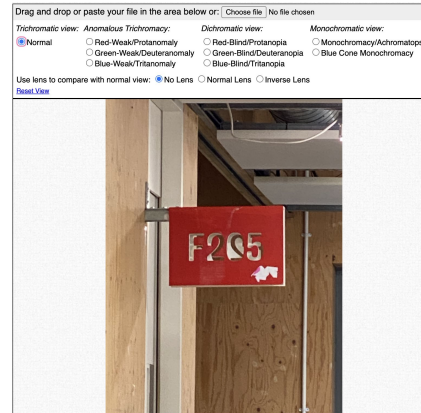 Drag and drop or paste your file in the area below or: Choose file No file chosen
Trichromatic view: Anomalous Trichromacy: Dichromatic view: Monochromatic view:
Normal Red-Weak/Protanomaly Red-Blind/Protanopia Monochromacy/Achromatops
Green-Weak/Deuteranomaly Green-Blind/Deuteranopia Blue Cone Monochromacy
Blue-Weak/Tritanomaly Blue-Blind/Tritanopia
Use lens to compare with normal view: No Lens Normal Lens Inverse Lens
Reset View
F205